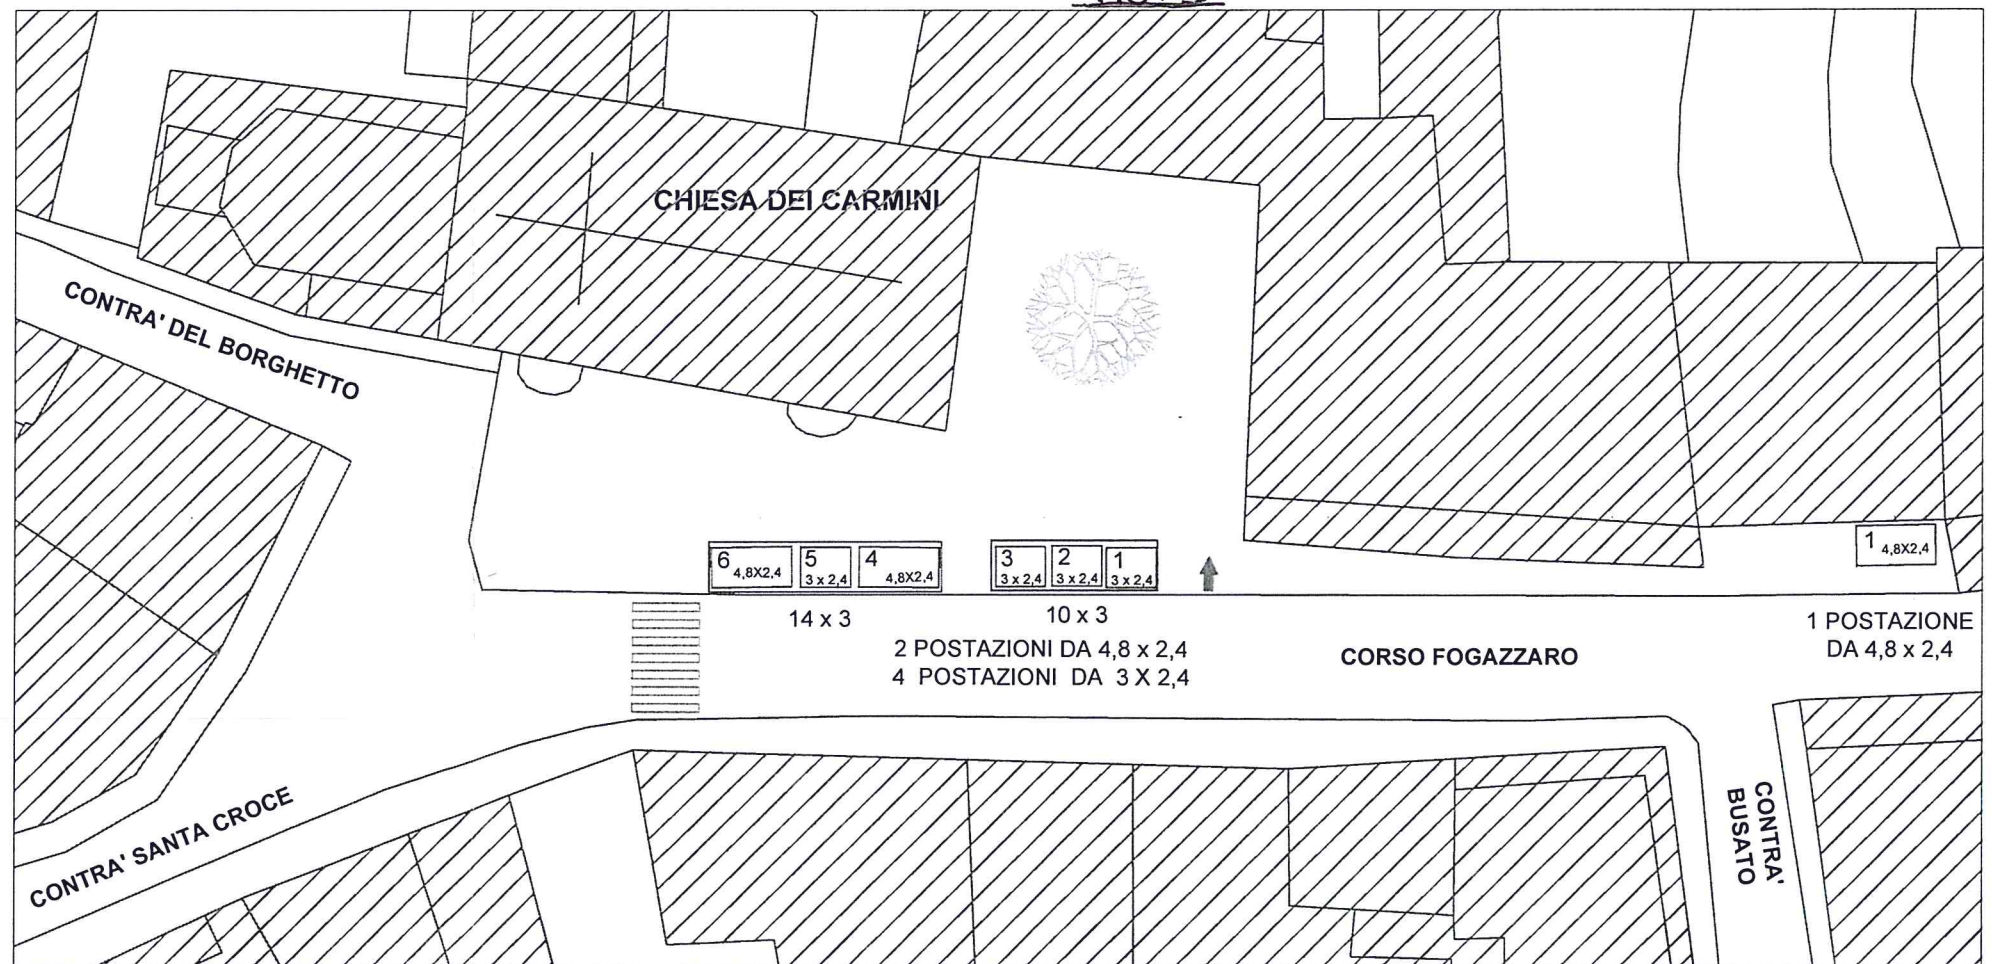 CHIESA DEI CARMINI
CONTRA' DEL BORGHETTO
6 4,8X2,4
5 3 x 2,4
4 4,8X2,4
3 3 x 2,4
2 3 x 2,4
1 3 x 2,4
1 4,8X2,4
14 x 3
10 x 3
2 POSTAZIONI DA 4,8 x 2,4
4 POSTAZIONI DA 3 X 2,4
CORSO FOGAZZARO
1 POSTAZIONE
DA 4,8 x 2,4
CONTRA' SANTA CROCE
CONTRA'
BUSATO